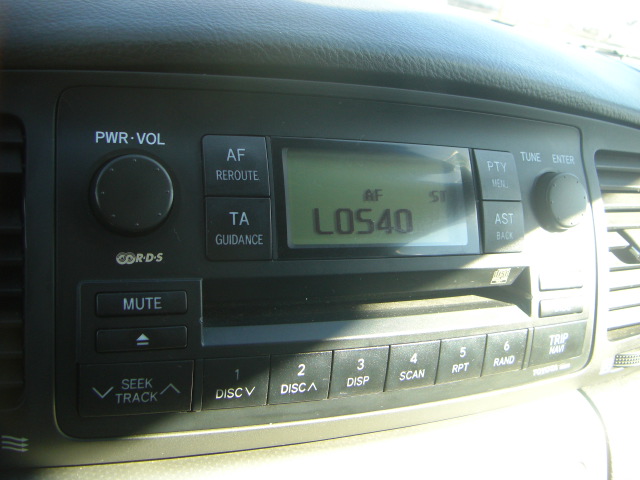 PWR·VOL
AF
REROUTE
TA
GUIDANCE
AF ST
LOS40
PTY
MENU
AST
BACK
TUNE ENTER
R·D·S
MUTE
SEEK
TRACK
1
DISC
2
DISC
3
DISP
4
SCAN
5
RPT
6
RAND
TRIP
NAVI